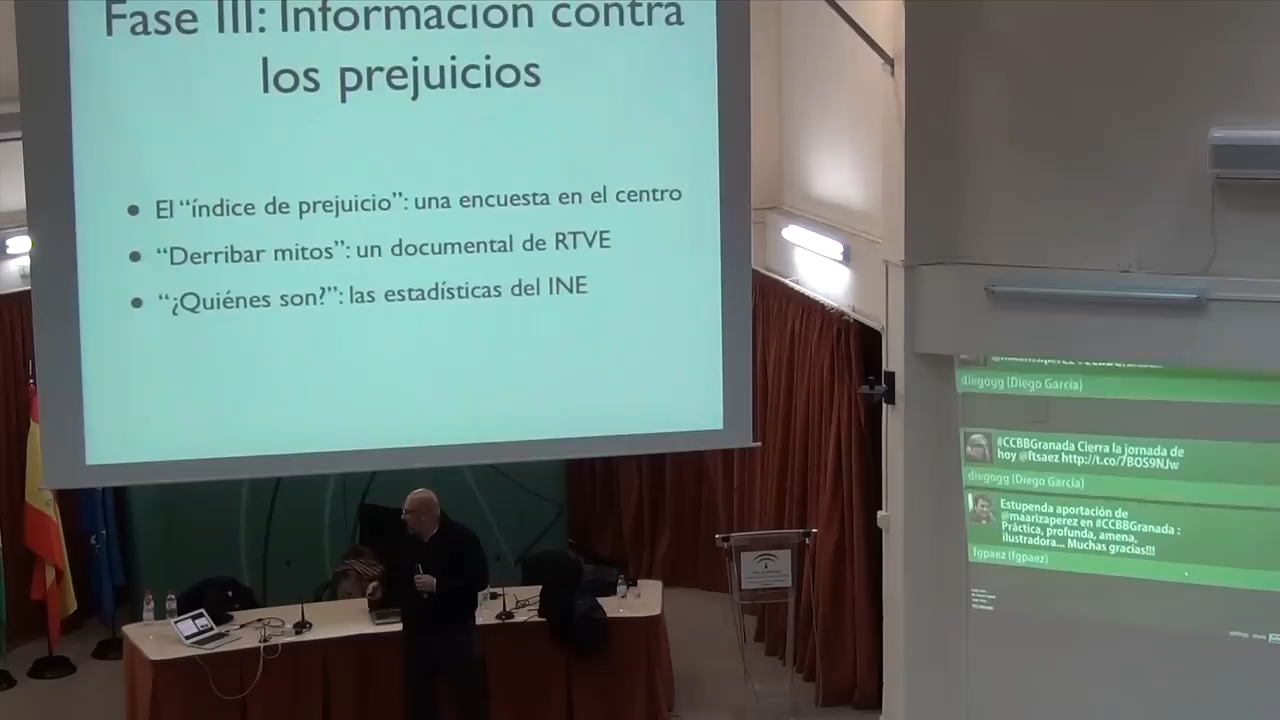 Fase III: Información contra
los prejuicios
• El “índice de prejuicio”: una encuesta en el centro
• “Derribar mitos”: un documental de RTVE
• “¿Quiénes son?”: las estadísticas del INE
diegogg (Diego García)
#CCBBGranada Cierra la jornada de
hoy @ftsaez http://t.co/7BOS9NJw
diegogg (Diego García)
Estupenda aportación de
@maarizaperez en #CCBBGranada :
Práctica, profunda, amena,
ilustradora... Muchas gracias!!!
fgpaez (fgpaez)